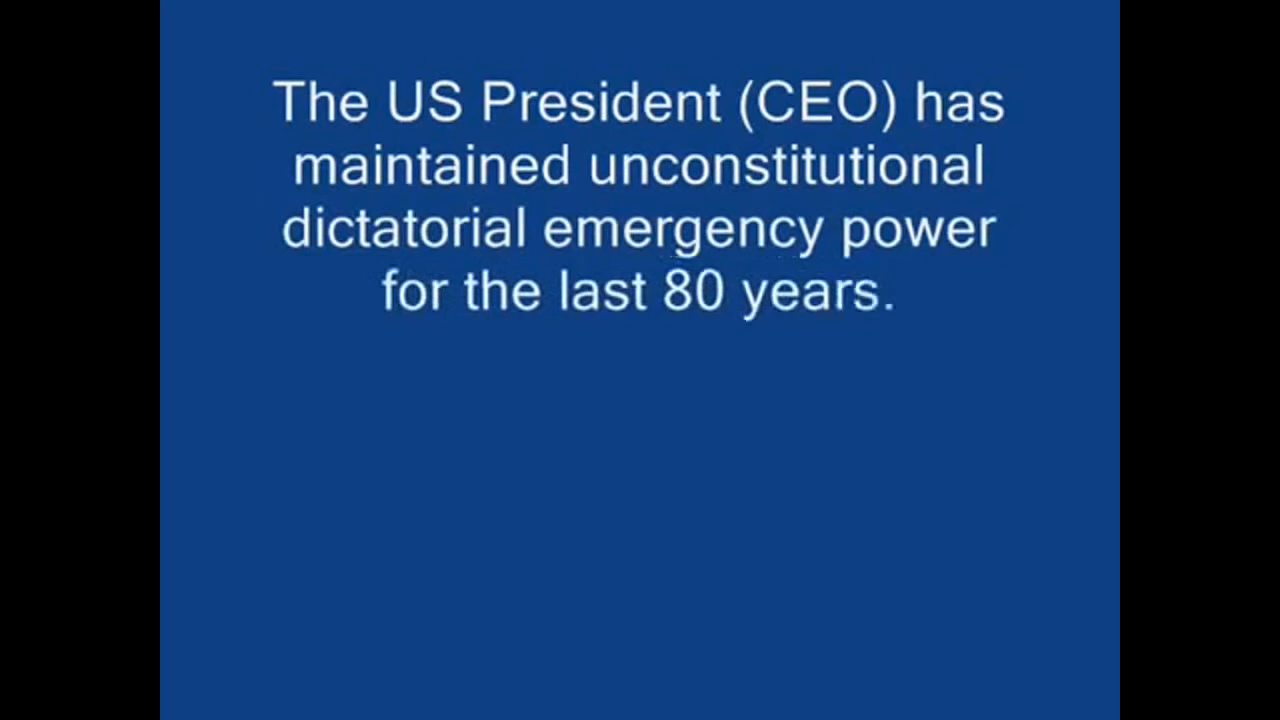 The US President (CEO) has
maintained unconstitutional
dictatorial emergency power
for the last 80 years.